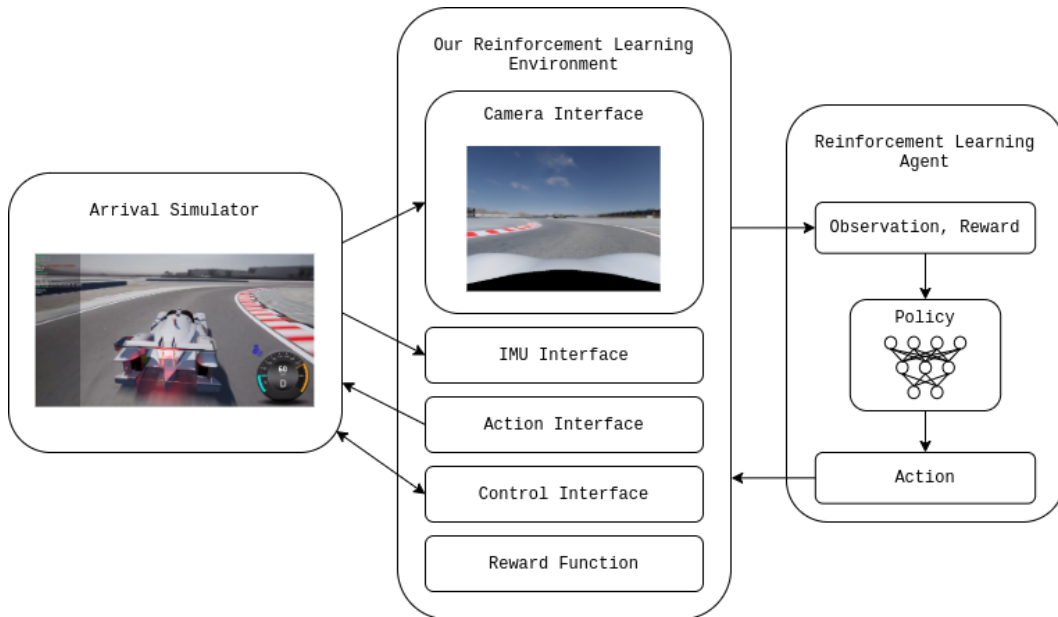 Our Reinforcement Learning
Environment
Camera Interface
Reinforcement Learning
Agent
Arrival Simulator
Observation, Reward
Policy
IMU Interface
60
D
Action Interface
Action
Control Interface
Reward Function